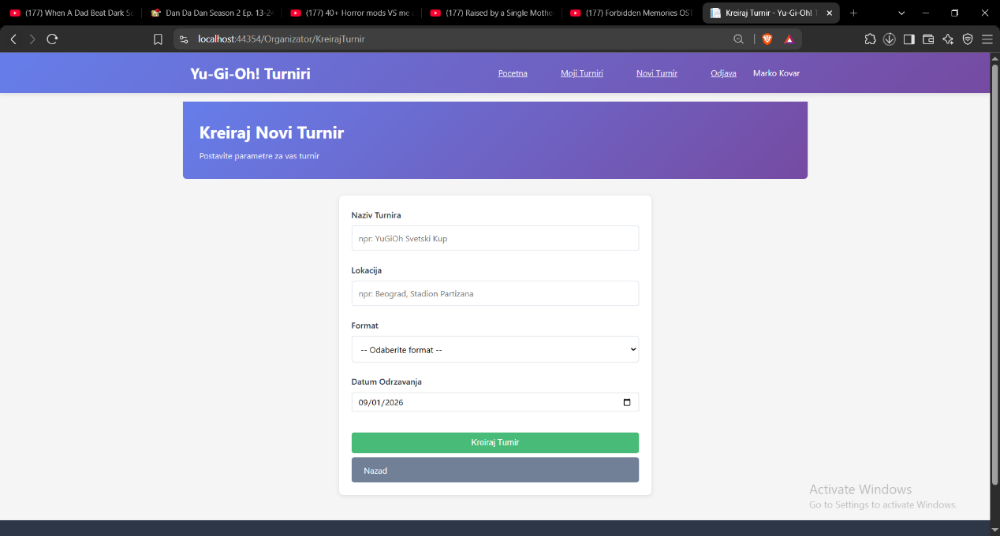 (177) When A Dad Beat Dark So
Dan Da Dan Season 2 Ep. 13-24
(177) 40+ Horror mods VS me a
(177) Raised by a Single Mothe
(177) Forbidden Memories OST
Kreiraj Turnir - Yu-Gi-Oh! T
localhost:44354/Organizator/KreirajTurnir
Yu-Gi-Oh! Turniri
Pocetna
Moji Turniri
Novi Turnir
Odjava
Marko Kovar
Kreiraj Novi Turnir
Postavite parametre za vas turnir
Naziv Turnira
npr: YuGiOh Svetski Kup
Lokacija
npr: Beograd, Stadion Partizana
Format
-- Odaberite format --
Datum Odrzavanja
09/01/2026
Kreiraj Turnir
Nazad
Activate Windows
Go to Settings to activate Windows.